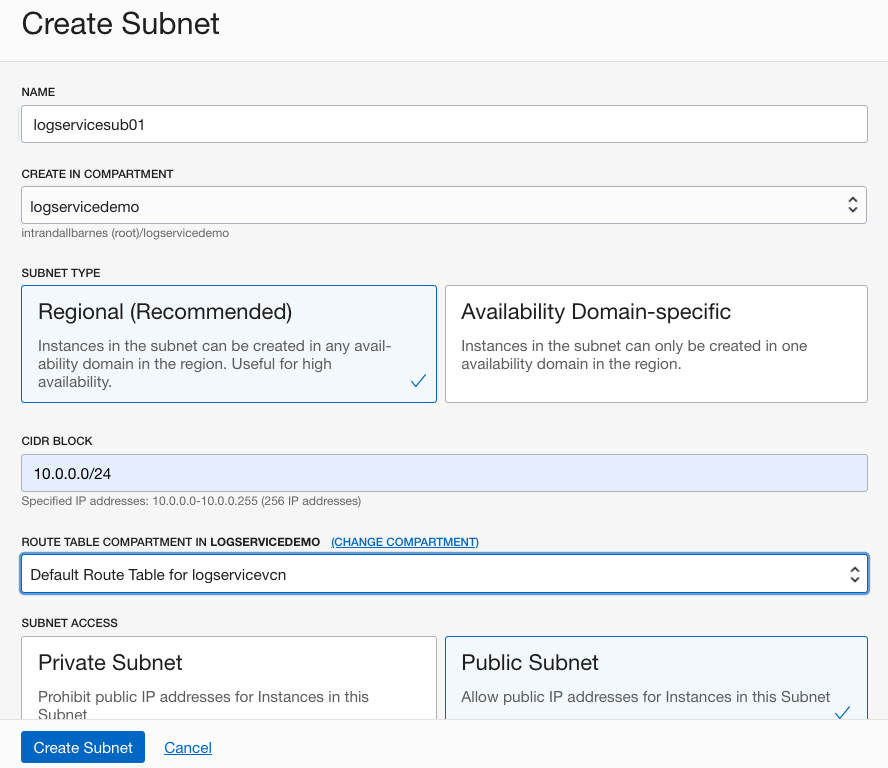 Create Subnet
NAME
logservicesub01
CREATE IN COMPARTMENT
logservicedemo
intrandallbarnes (root)/logservicedemo
SUBNET TYPE
Regional (Recommended)
Instances in the subnet can be created in any avail-
ability domain in the region. Useful for high
availability.
Availability Domain-specific
Instances in the subnet can only be created in one
availability domain in the region.
CIDR BLOCK
10.0.0.0/24
Specified IP addresses: 10.0.0.0-10.0.0.255 (256 IP addresses)
ROUTE TABLE COMPARTMENT IN LOGSERVICEDEMO (CHANGE COMPARTMENT)
Default Route Table for logservicevcn
SUBNET ACCESS
Private Subnet
Prohibit public IP addresses for Instances in this
Subnet
Public Subnet
Allow public IP addresses for Instances in this Subnet
Create Subnet Cancel